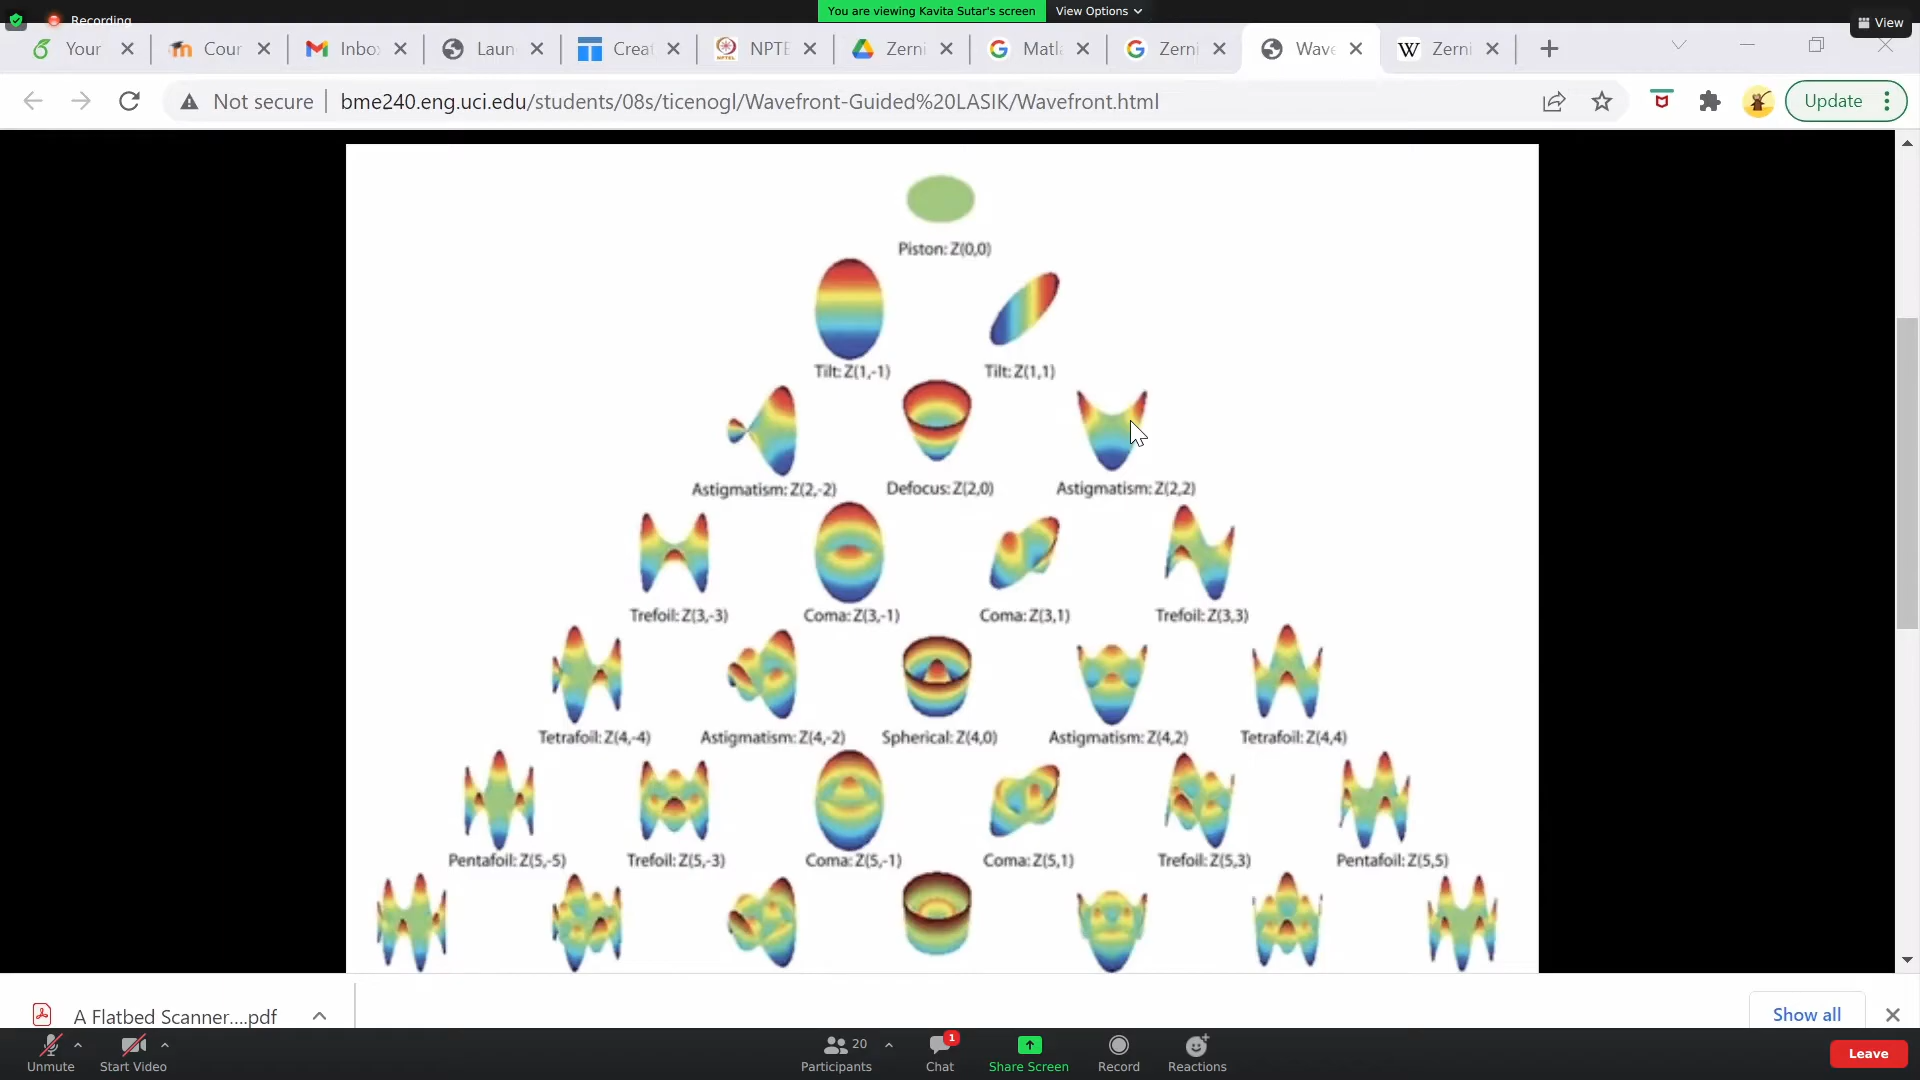 Recording
You are viewing Kavita Sutar's screen
View Options
View
Your
Cour
Inbo
Laun
Creat
NPTE
Zerni
Matl
Zerni
Wave
W Zerni
Not secure
bme240.eng.uci.edu/students/08s/ticenogl/Wavefront-Guided%20LASIK/Wavefront.html
Update
Piston: Z(0,0)
Tilt: Z(1,-1) Tilt: Z(1,1)
Astigmatism: Z(2,-2) Defocus: Z(2,0) Astigmatism: Z(2,2)
Trefoil: Z(3,-3) Coma: Z(3,-1) Coma: Z(3,1) Trefoil: Z(3,3)
Tetrafoil: Z(4,-4) Astigmatism: Z(4,-2) Spherical: Z(4,0) Astigmatism: Z(4,2) Tetrafoil: Z(4,4)
Pentafoil: Z(5,-5) Trefoil: Z(5,-3) Coma: Z(5,-1) Coma: Z(5,1) Trefoil: Z(5,3) Pentafoil: Z(5,5)
A Flatbed Scanner....pdf
Show all
Unmute
Start Video
20
Participants
1
Chat
Share Screen
Record
Reactions
Leave